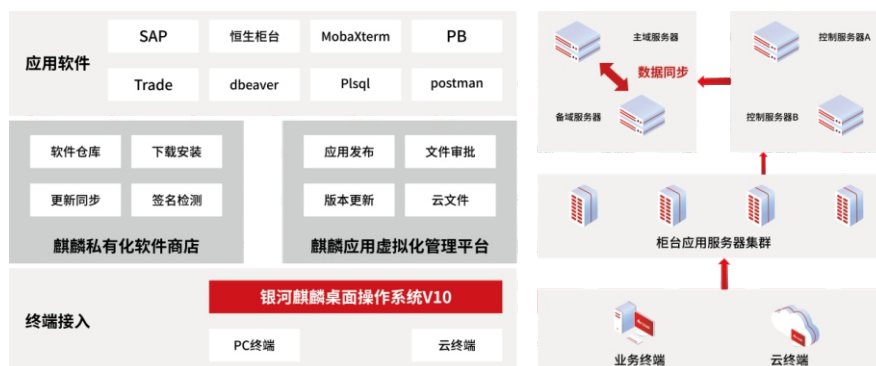 应用软件
SAP
恒生柜台
MobaXterm
PB
Trade
dbeaver
Plsql
postman
软件仓库
下载安装
更新同步
签名检测
麒麟私有化软件商店
应用发布
文件审批
版本更新
云文件
麒麟应用虚拟化管理平台
终端接入
银河麒麟桌面操作系统V10
PC终端
云终端
主域服务器
数据同步
备域服务器
控制服务器A
控制服务器B
柜台应用服务器集群
业务终端
云终端